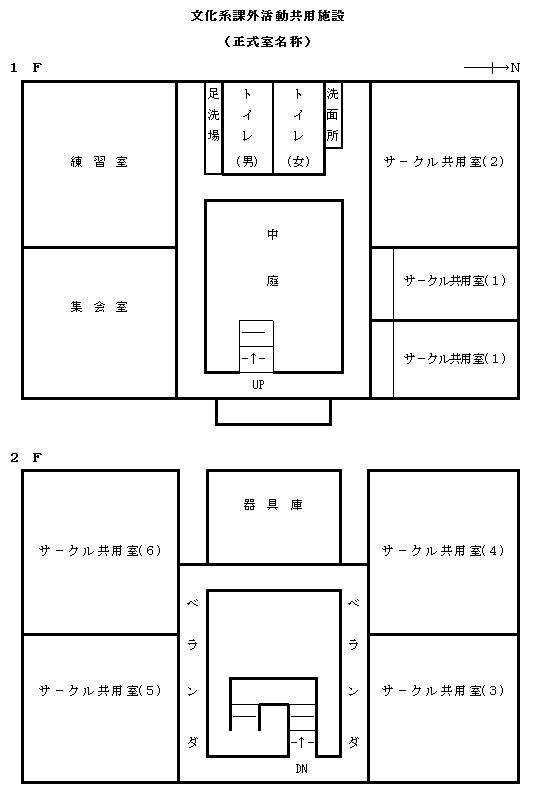 文化系課外活動共用施設
（正式室名称）
１ Ｆ
N
足洗場
トイレ(男)
トイレ(女)
洗面所
練習室
サークル共用室(2)
中庭
集会室
サークル共用室(1)
サークル共用室(1)
－↑－
UP
２ Ｆ
器具庫
サークル共用室(6)
サークル共用室(4)
ベランダ
ベランダ
サークル共用室(5)
サークル共用室(3)
－↑－
DN